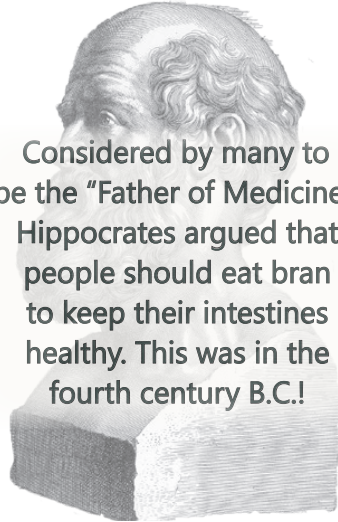 Considered by many to
be the “Father of Medicine
Hippocrates argued that
people should eat bran
to keep their intestines
healthy. This was in the
fourth century B.C.!